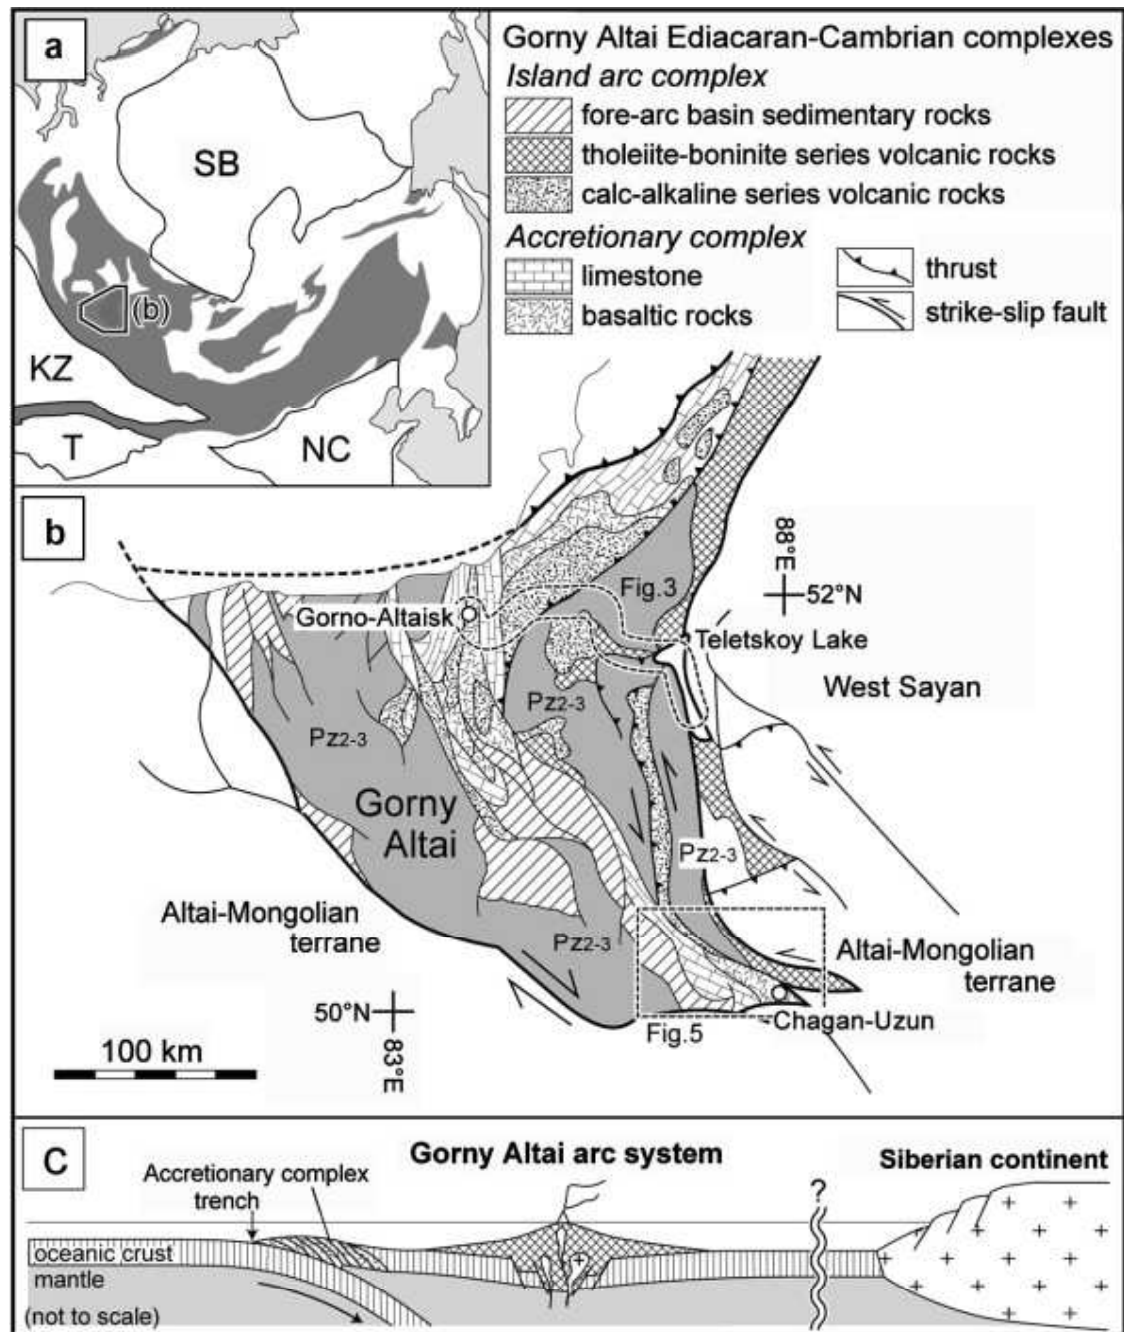 a
SB
(b)
KZ
T
NC
Gorny Altai Ediacaran-Cambrian complexes
Island arc complex
fore-arc basin sedimentary rocks
tholeiite-boninite series volcanic rocks
calc-alkaline series volcanic rocks
Accretionary complex
limestone
basaltic rocks
thrust
strike-slip fault
b
88°E
52°N
Fig.3
Gorno-Altaisk
Teletskoy Lake
West Sayan
Pz2-3
Pz2-3
Gorny
Altai
Pz2-3
Altai-Mongolian
terrane
Pz2-3
Altai-Mongolian
terrane
50°N
83°E
Chagan-Uzun
Fig.5
100 km
C
Gorny Altai arc system
Siberian continent
Accretionary complex
trench
?
oceanic crust
mantle
(not to scale)